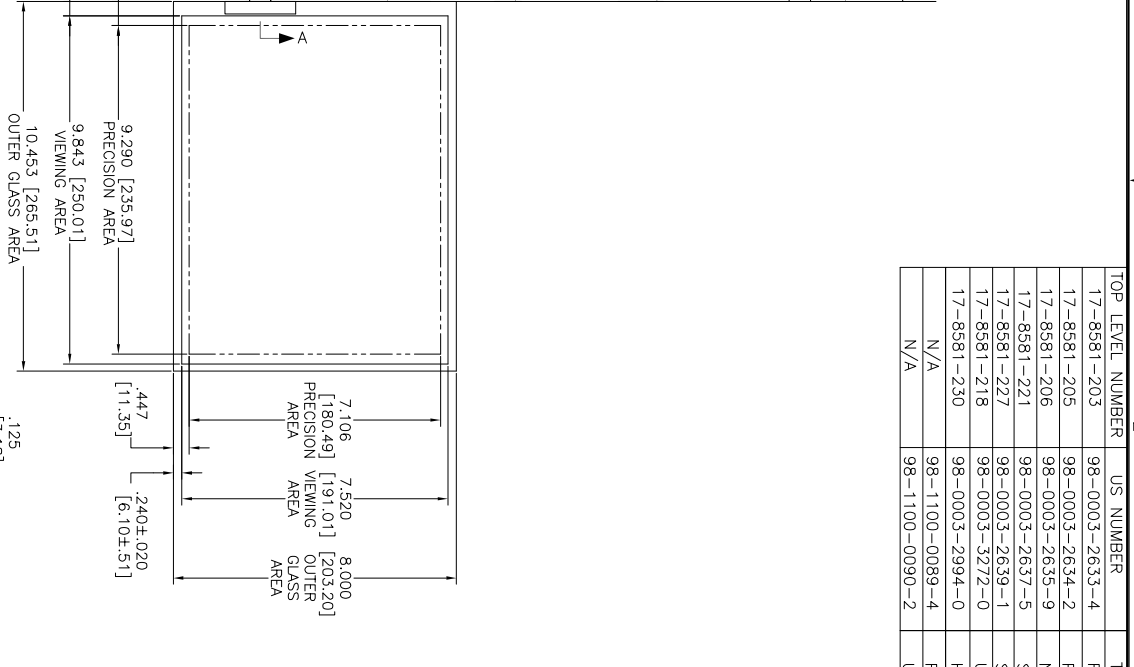 TOP LEVEL NUMBER US NUMBER
17-8581-203 98-0003-2633-4
17-8581-205 98-0003-2634-2
17-8581-206 98-0003-2635-9
17-8581-221 98-0003-2637-5
17-8581-227 98-0003-2639-1
17-8581-218 98-0003-3272-0
17-8581-230 98-0003-2994-0
N/A 98-1100-0089-4
N/A 98-1100-0090-2
A
7.106
[180.49]
PRECISION
AREA
7.520
[191.01]
VIEWING
AREA
8.000
[203.20]
OUTER
GLASS
AREA
9.290 [235.97]
PRECISION AREA
9.843 [250.01]
VIEWING AREA
10.453 [265.51]
OUTER GLASS AREA
.447
[11.35]
.240±.020
[6.10±.51]
.125